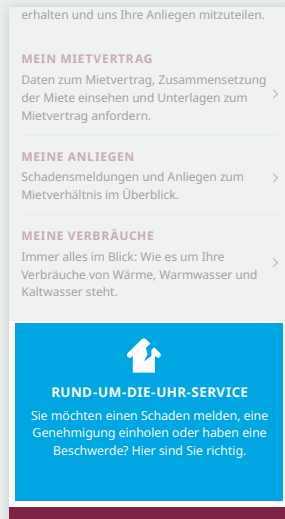 erhalten und uns Ihre Anliegen mitzuteilen.
MEIN MIETVERTRAG
Daten zum Mietvertrag, Zusammensetzung
der Miete einsehen und Unterlagen zum
Mietvertrag anfordern.
MEINE ANLIEGEN
Schadensmeldungen und Anliegen zum
Mietverhältnis im Überblick.
MEINE VERBRÄUCHE
Immer alles im Blick: Wie es um Ihre
Verbräuche von Wärme, Warmwasser und
Kaltwasser steht.
RUND-UM-DIE-UHR-SERVICE
Sie möchten einen Schaden melden, eine
Genehmigung einholen oder haben eine
Beschwerde? Hier sind Sie richtig.